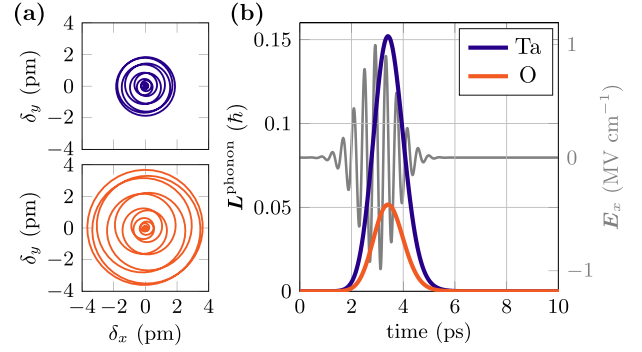 (a)
4
2
0
−2
−4
δy (pm)
4
2
0
−2
−4
δy (pm)
−4 −2 0 2 4
δx (pm)
(b)
0.15
0.1
0.05
0
L^phonon (ħ)
Ta
O
1
0
−1
Ex (MV cm⁻¹)
0 2 4 6 8 10
time (ps)